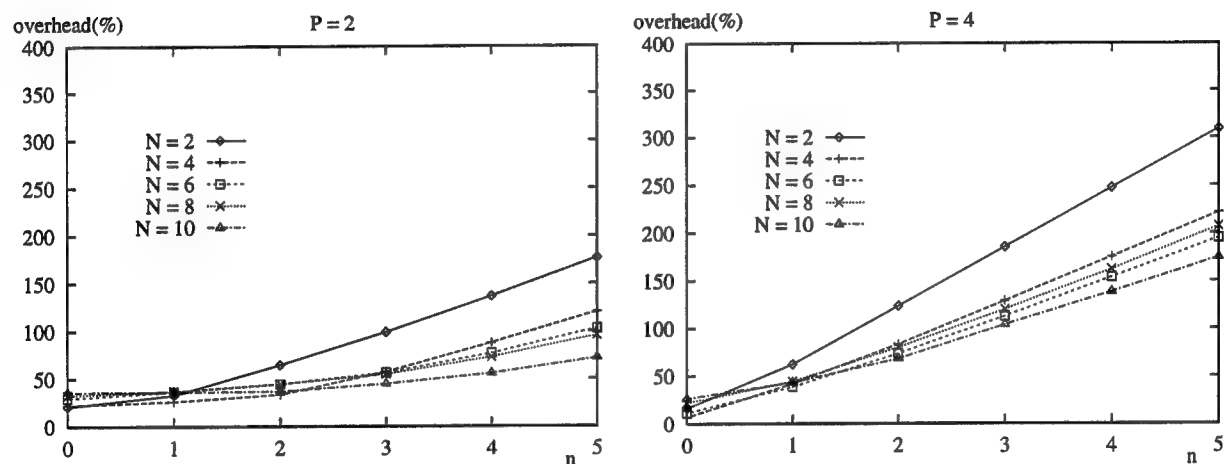 overhead(%)
P = 2
400
350
300
250
200
150
100
50
0
N = 2
N = 4
N = 6
N = 8
N = 10
0 1 2 3 4 5
n
overhead(%)
P = 4
400
350
300
250
200
150
100
50
0
N = 2
N = 4
N = 6
N = 8
N = 10
0 1 2 3 4 5
n